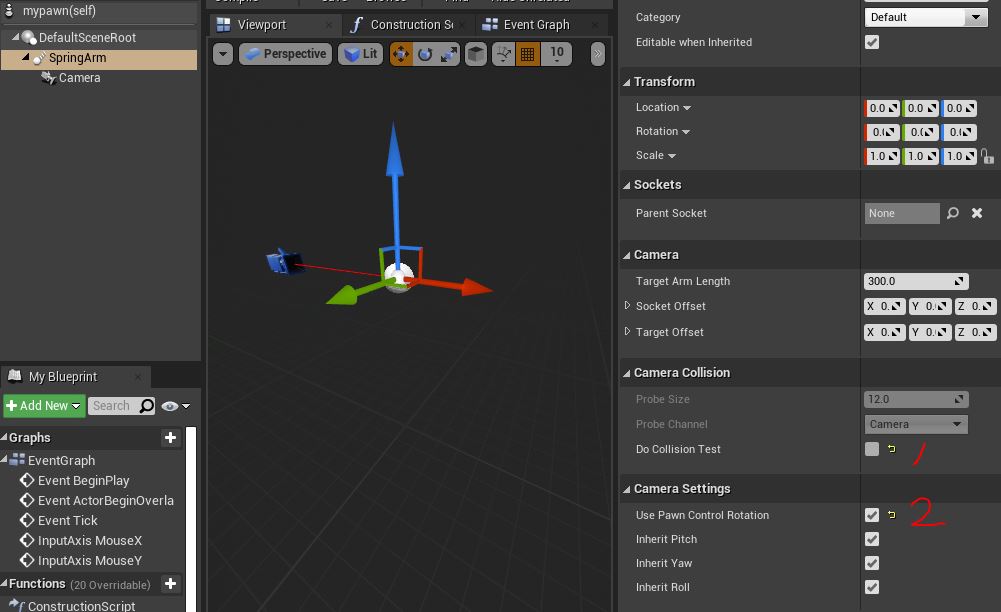 mypawn(self)
DefaultSceneRoot
SpringArm
Camera
My Blueprint
Add New
Search
Graphs
EventGraph
Event BeginPlay
Event ActorBeginOverla
Event Tick
InputAxis MouseX
InputAxis MouseY
Functions (20 Overridable)
ConstructionScript
Viewport
Construction Sc
Event Graph
Perspective
Lit
10
Category
Default
Editable when Inherited
Transform
Location
0.0 0.0 0.0
Rotation
0.0 0.0 0.0
Scale
1.0 1.0 1.0
Sockets
Parent Socket
None
Camera
Target Arm Length
300.0
Socket Offset
X 0. Y 0. Z 0.
Target Offset
X 0. Y 0. Z 0.
Camera Collision
Probe Size
12.0
Probe Channel
Camera
Do Collision Test
1
Camera Settings
Use Pawn Control Rotation
2
Inherit Pitch
Inherit Yaw
Inherit Roll